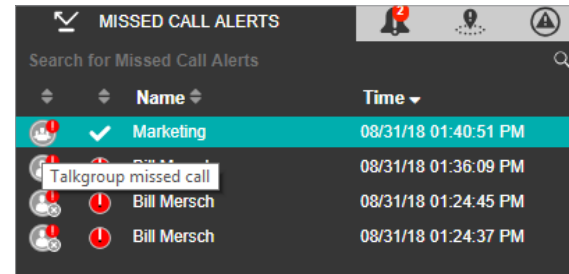 MISSED CALL ALERTS
2
Search for Missed Call Alerts
Name Time
Marketing 08/31/18 01:40:51 PM
Talkgroup missed call
Bill Mersch 08/31/18 01:36:09 PM
Bill Mersch 08/31/18 01:24:45 PM
Bill Mersch 08/31/18 01:24:37 PM